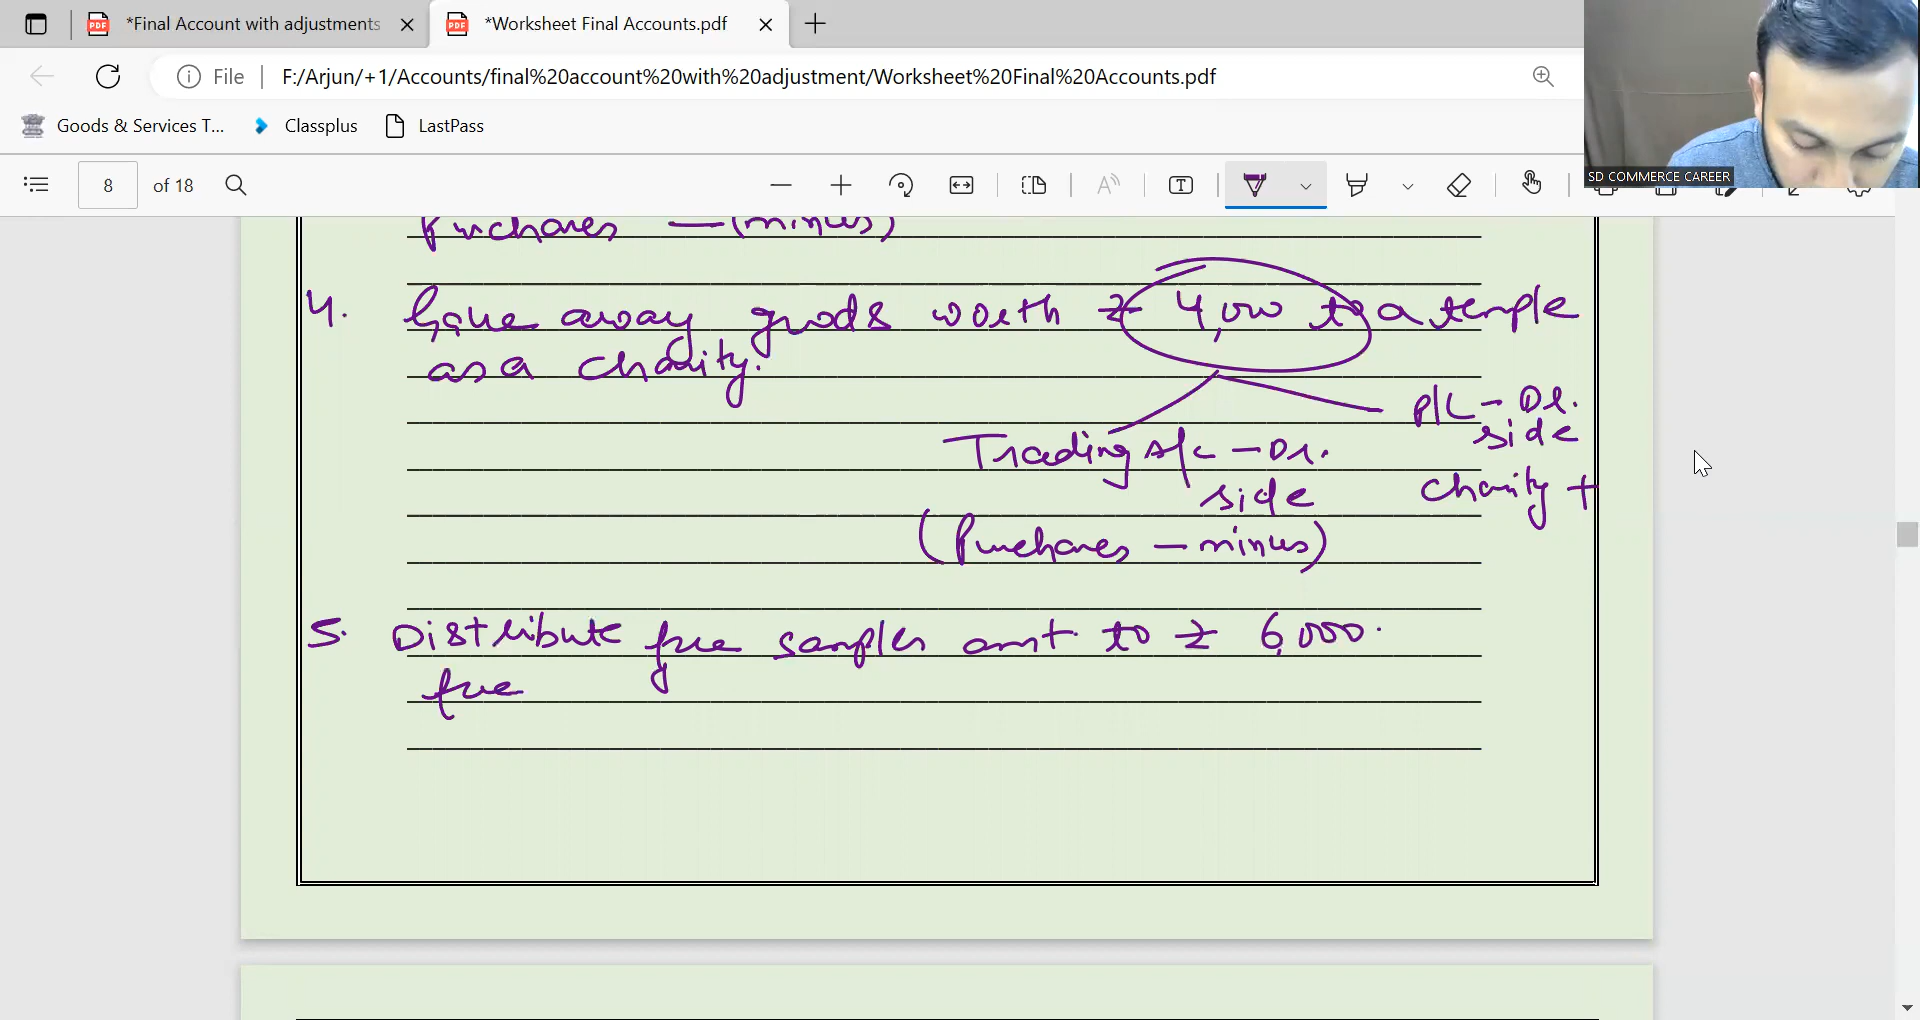 *Final Account with adjustments
*Worksheet Final Accounts.pdf
File
F:/Arjun/+1/Accounts/final%20account%20with%20adjustment/Worksheet%20Final%20Accounts.pdf
Goods & Services T...
Classplus
LastPass
8
of 18
SD COMMERCE CAREER
Purchases — (minus)
4. Gave away goods worth ₹ 4,000 to a temple
as a charity.
P/L - Dr.
side
Trading A/c - Dr.
side
charity +
(Purchases - minus)
5. Distribute free samples amt. to ₹ 6,000.
free